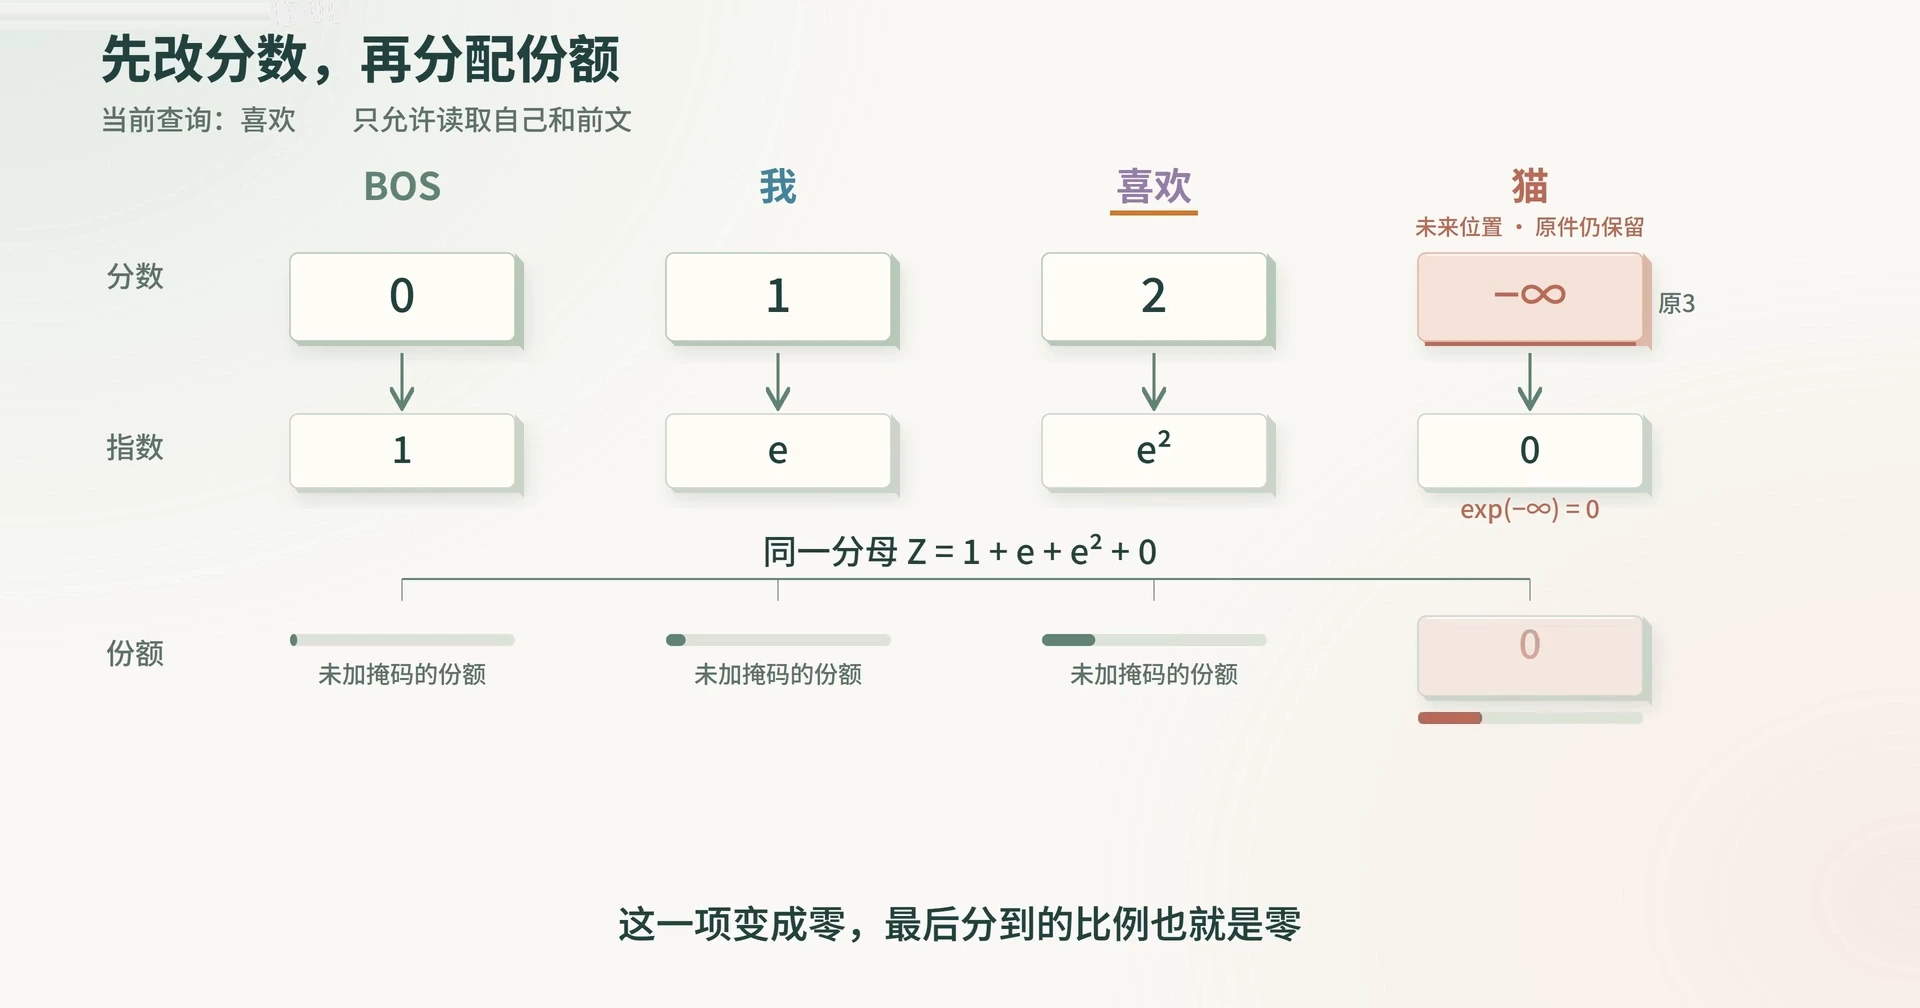 先改分数，再分配份额
当前查询：喜欢 只允许读取自己和前文
BOS 我 喜欢 猫
未来位置 · 原件仍保留
分数 0 1 2 −∞ 原3
指数 1 e e² 0
exp(−∞) = 0
同一分母 Z = 1 + e + e² + 0
份额 0
未加掩码的份额 未加掩码的份额 未加掩码的份额
这一项变成零，最后分到的比例也就是零